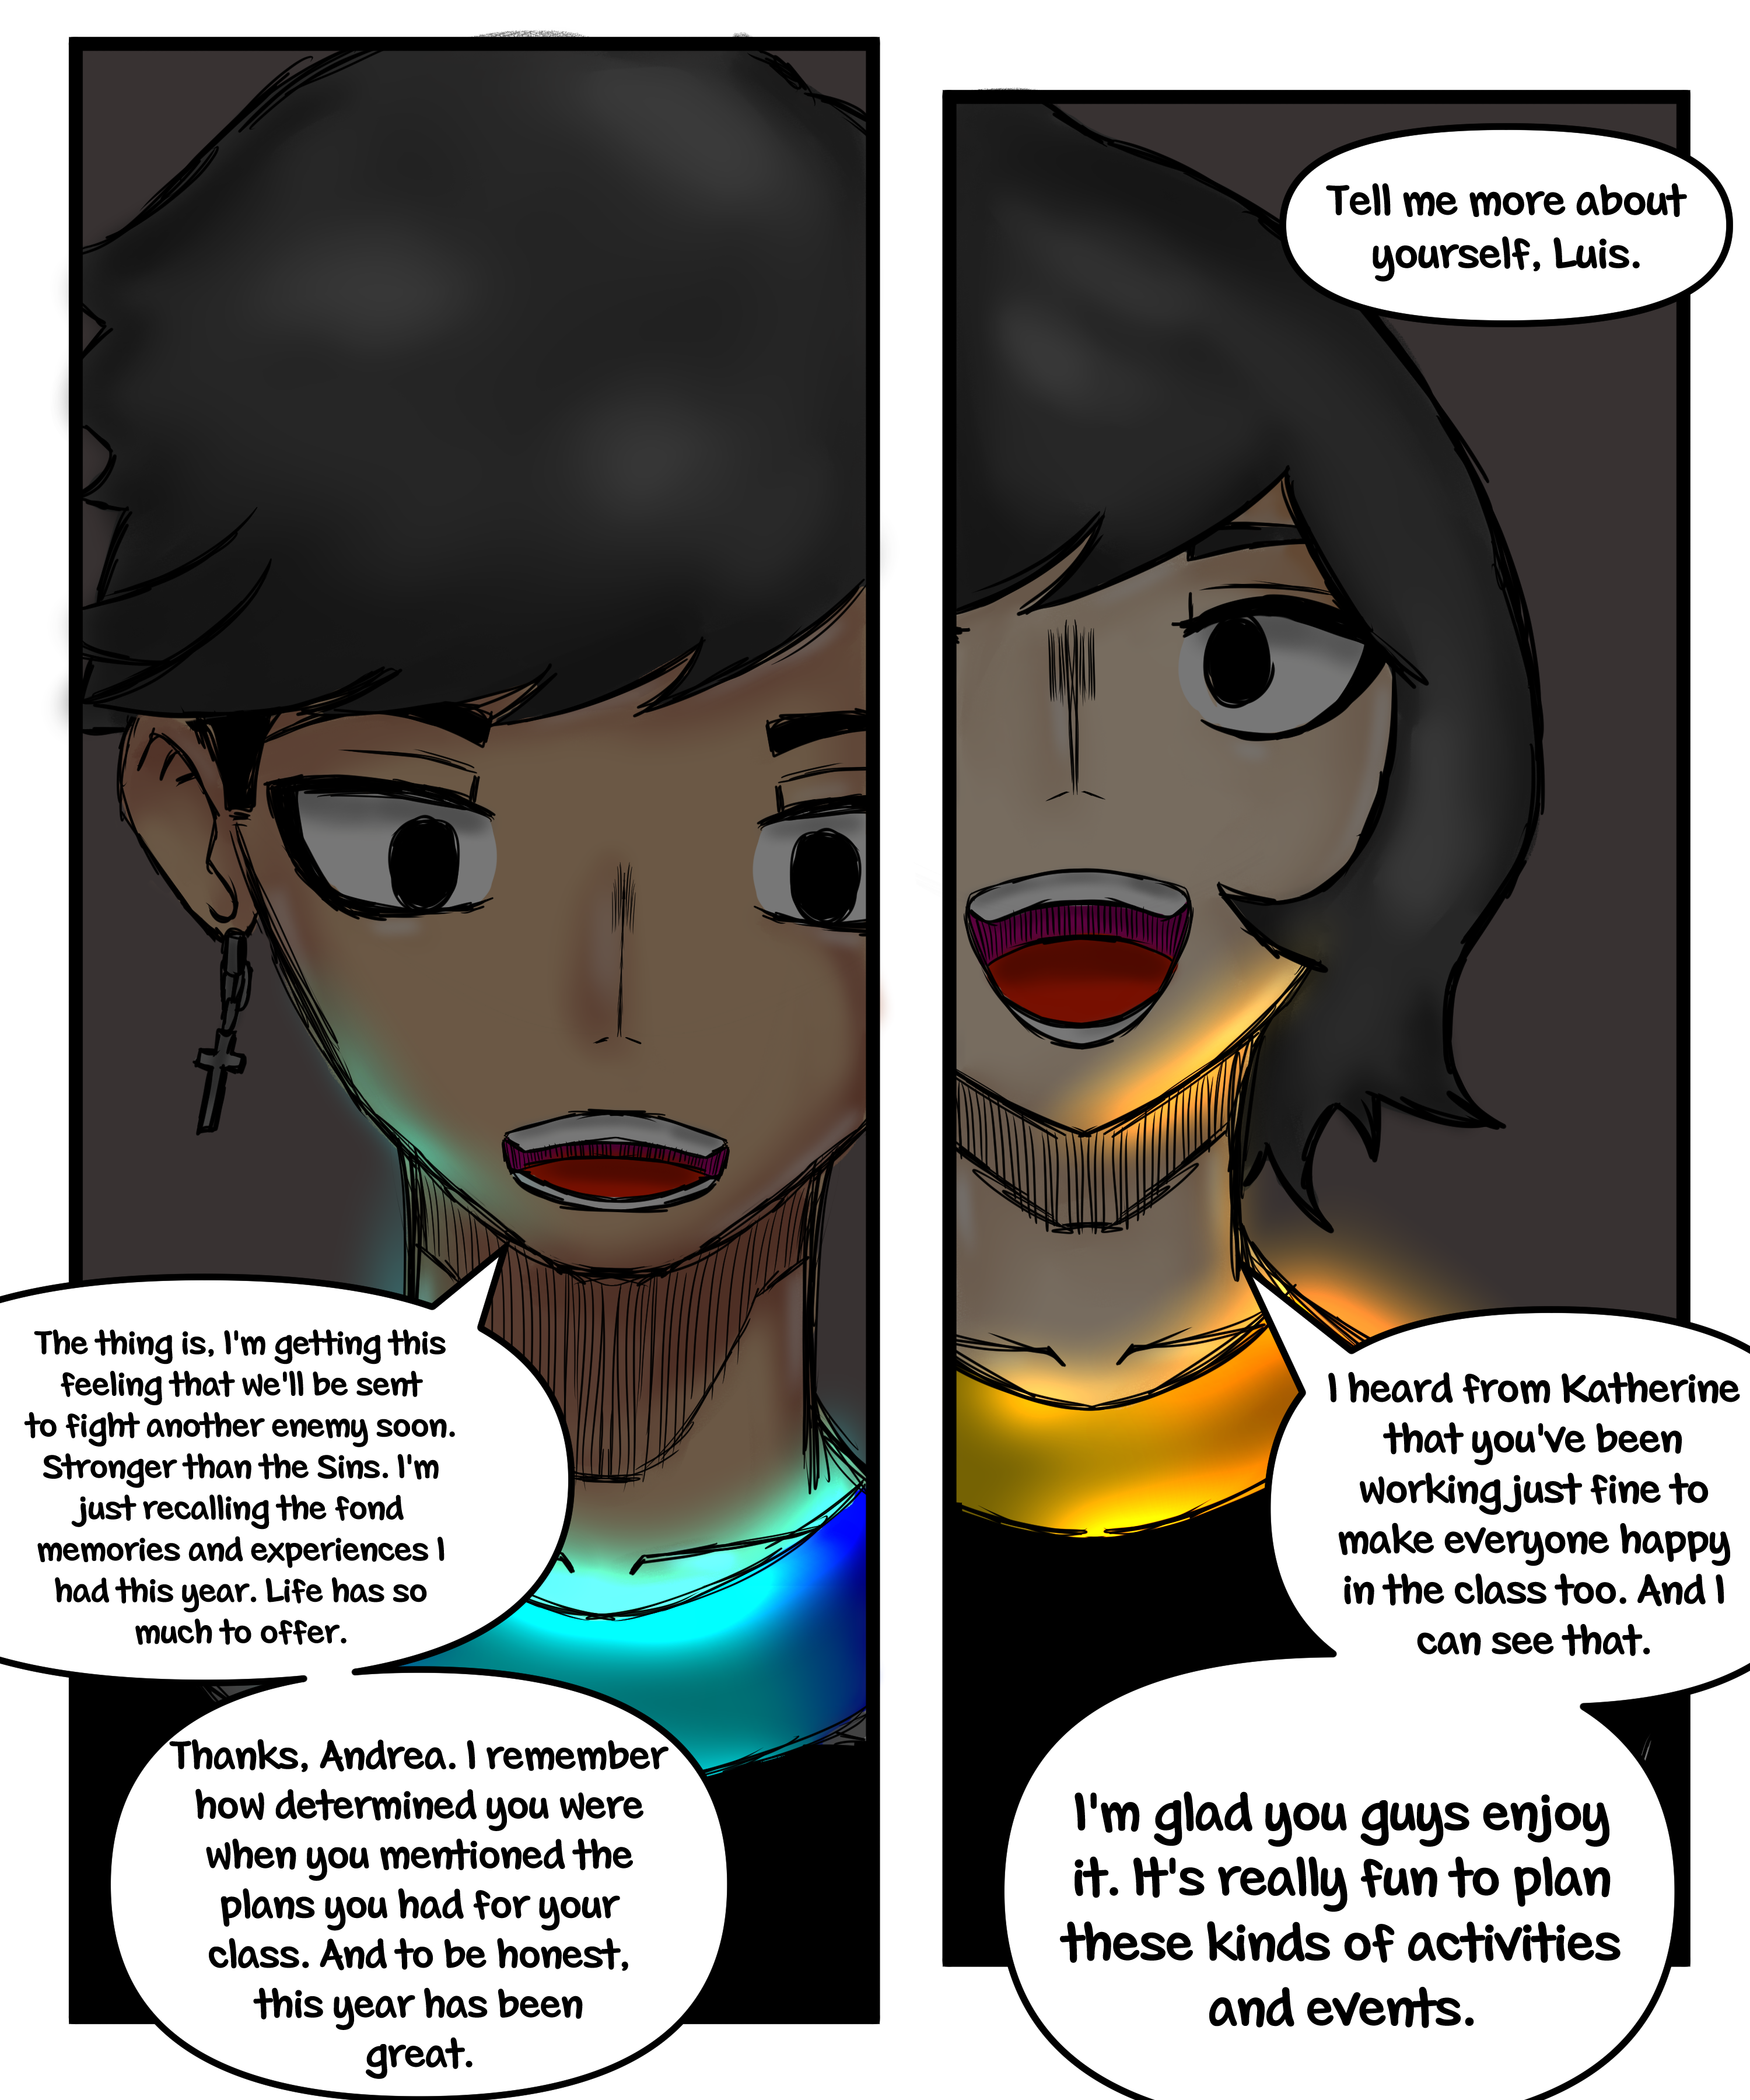 The thing is, I'm getting this
feeling that we'll be sent
to fight another enemy soon.
Stronger than the Sins. I'm
just recalling the fond
memories and experiences I
had this year. Life has so
much to offer.
Thanks, Andrea. I remember
how determined you were
when you mentioned the
plans you had for your
class. And to be honest,
this year has been
great.
Tell me more about
yourself, Luis.
I heard from Katherine
that you've been
working just fine to
make everyone happy
in the class too. And I
can see that.
I'm glad you guys enjoy
it. It's really fun to plan
these kinds of activities
and events.